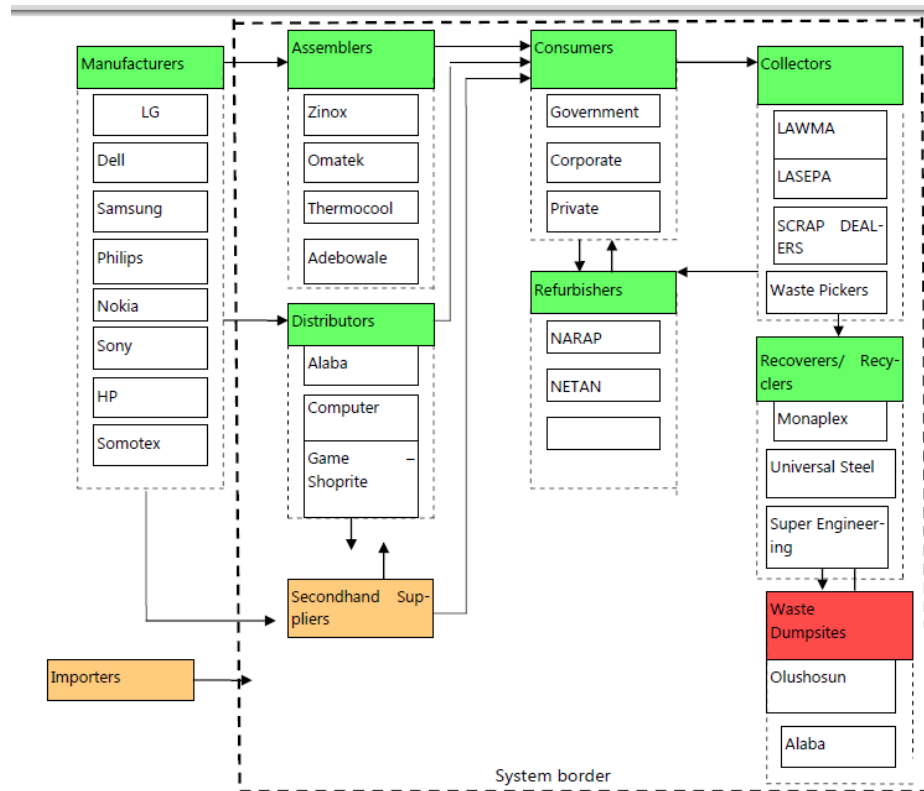 Manufacturers
LG
Dell
Samsung
Philips
Nokia
Sony
HP
Somotex
Importers
Assemblers
Zinox
Omatek
Thermocool
Adebowale
Distributors
Alaba
Computer
Game –
Shoprite
Secondhand Sup-
pliers
Consumers
Government
Corporate
Private
Refurbishers
NARAP
NETAN
Collectors
LAWMA
LASEPA
SCRAP DEAL-
ERS
Waste Pickers
Recoverers/ Recy-
clers
Monaplex
Universal Steel
Super Engineer-
ing
Waste
Dumpsites
Olushosun
Alaba
System border